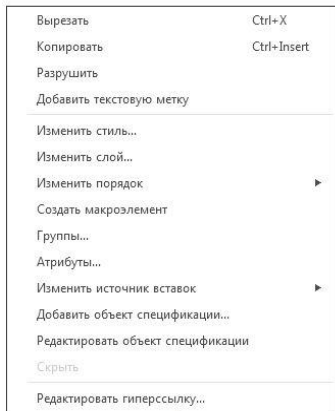 Вырезать Ctrl+X
Копировать Ctrl+Insert
Разрушить
Добавить текстовую метку
Изменить стиль...
Изменить слой...
Изменить порядок
Создать макроэлемент
Группы...
Атрибуты...
Изменить источник вставок
Добавить объект спецификации...
Редактировать объект спецификации
Скрыть
Редактировать гиперссылку...